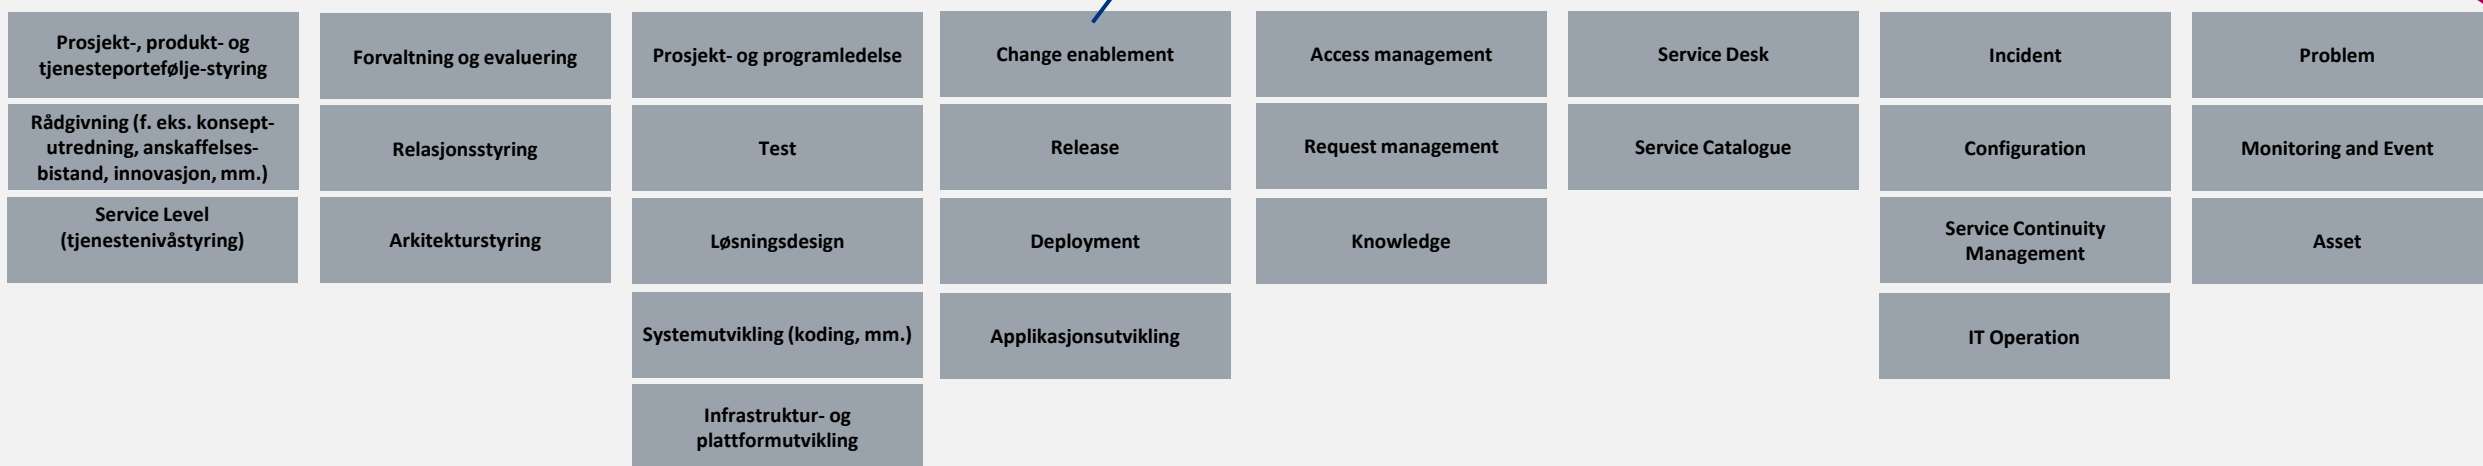 Prosjekt-, produkt- og
tjenesteportefølje-styring
Forvaltning og evaluering
Prosjekt- og programledelse
Change enablement
Access management
Service Desk
Incident
Problem
Rådgivning (f. eks. konsept-
utredning, anskaffelses-
bistand, innovasjon, mm.)
Relasjonsstyring
Test
Release
Request management
Service Catalogue
Configuration
Monitoring and Event
Service Level
(tjenestenivåstyring)
Arkitekturstyring
Løsningsdesign
Deployment
Knowledge
Service Continuity
Management
Asset
Systemutvikling (koding, mm.)
Applikasjonsutvikling
IT Operation
Infrastruktur- og
plattformutvikling